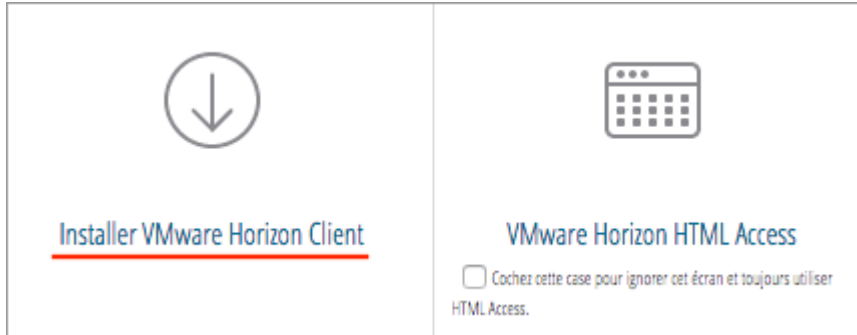 Installer VMware Horizon Client
VMware Horizon HTML Access
Cochez cette case pour ignorer cet écran et toujours utiliser
HTML Access.